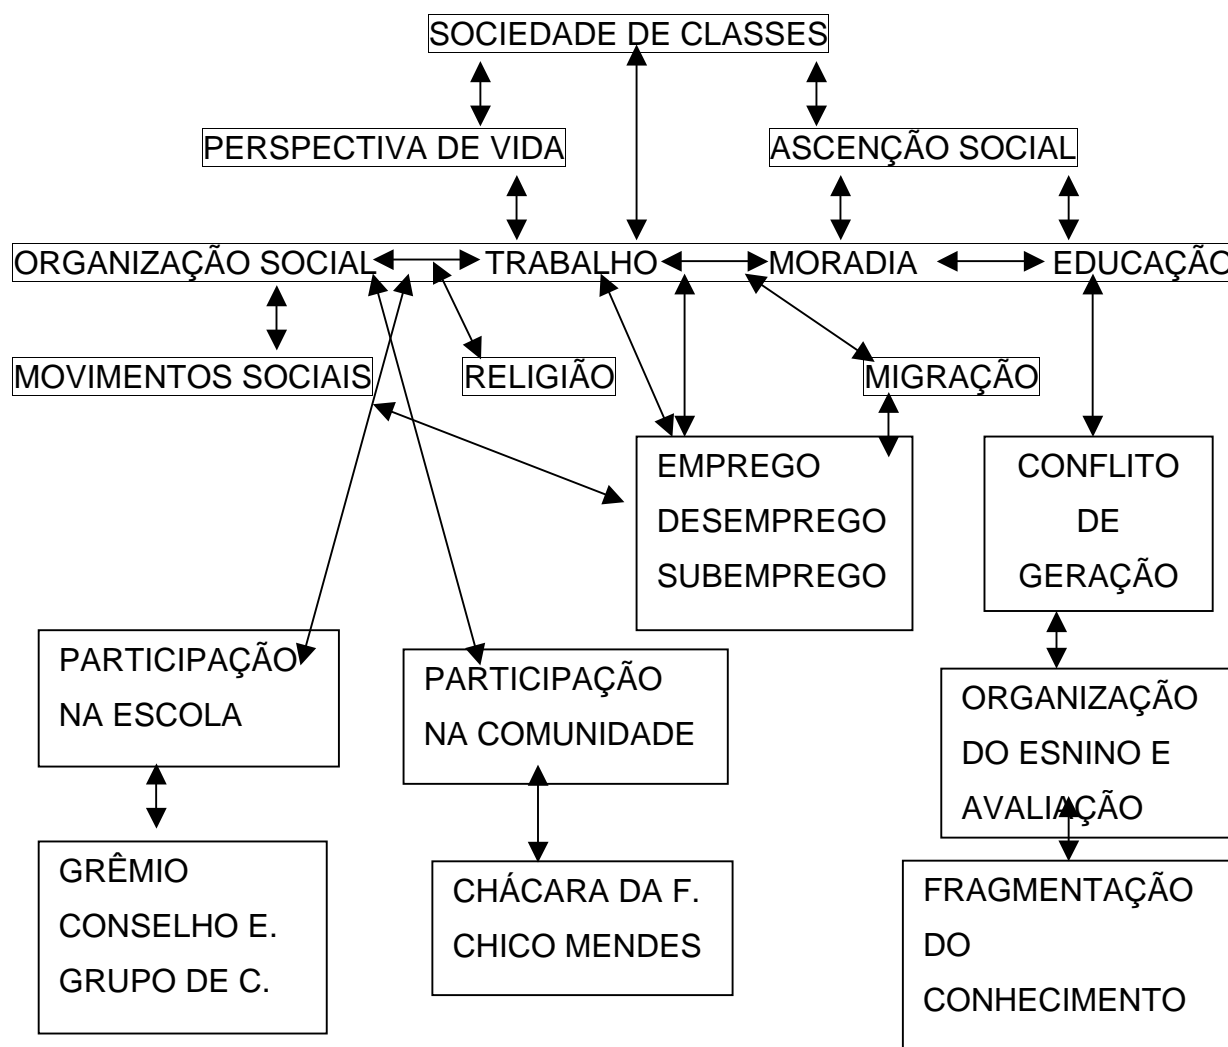 SOCIEDADE DE CLASSES
PERSPECTIVA DE VIDA
ASCENÇÃO SOCIAL
ORGANIZAÇÃO SOCIAL TRABALHO MORADIA EDUCAÇÃO
MOVIMENTOS SOCIAIS
RELIGIÃO
MIGRAÇÃO
EMPREGO
DESEMPREGO
SUBEMPREGO
CONFLITO
DE
GERAÇÃO
PARTICIPAÇÃO
NA ESCOLA
PARTICIPAÇÃO
NA COMUNIDADE
ORGANIZAÇÃO
DO ESNINO E
AVALIAÇÃO
GRÊMIO
CONSELHO E.
GRUPO DE C.
CHÁCARA DA F.
CHICO MENDES
FRAGMENTAÇÃO
DO
CONHECIMENTO